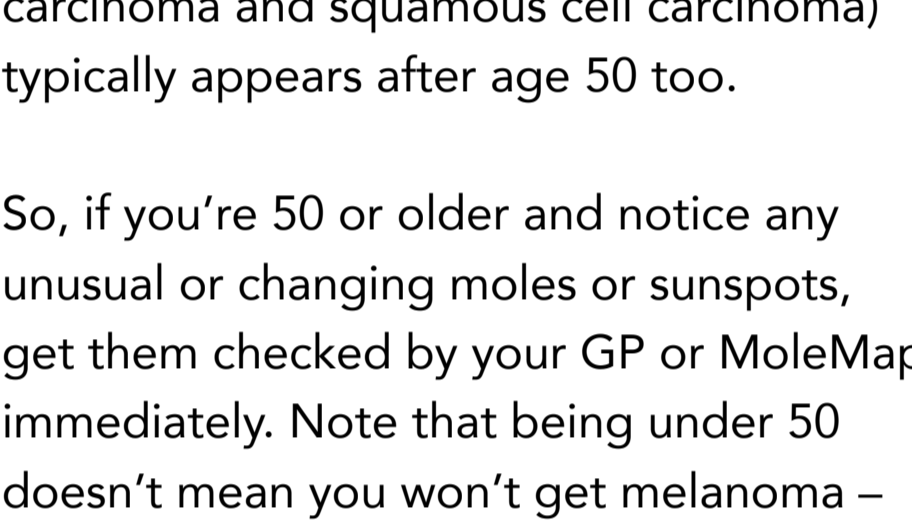 carcinoma and squamous cell carcinoma)
typically appears after age 50 too.
So, if you’re 50 or older and notice any
unusual or changing moles or sunspots,
get them checked by your GP or MoleMap
immediately. Note that being under 50
doesn’t mean you won’t get melanoma –